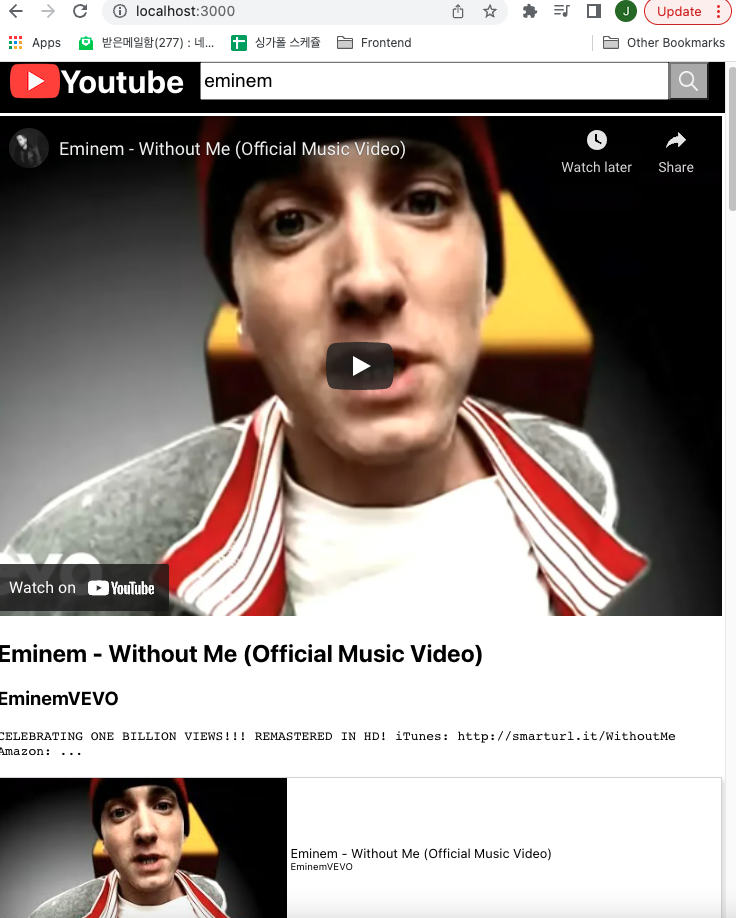 localhost:3000
J
Update
Apps
받은메일함(277) : 네...
싱가폴 스케쥴
Frontend
Other Bookmarks
Youtube
eminem
Eminem - Without Me (Official Music Video)
Watch later
Share
Watch on YouTube
Eminem - Without Me (Official Music Video)
EminemVEVO
CELEBRATING ONE BILLION VIEWS!!! REMASTERED IN HD! iTunes: http://smarturl.it/WithoutMe
Amazon: ...
Eminem - Without Me (Official Music Video)
EminemVEVO